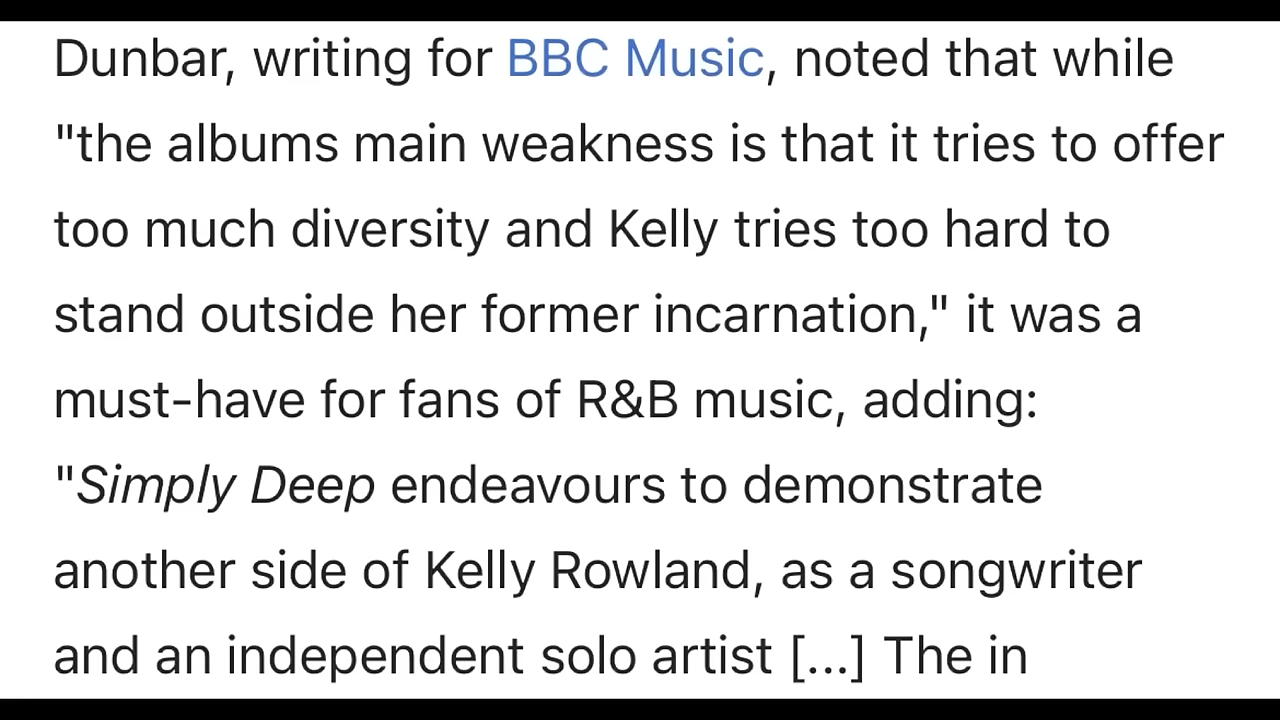 Dunbar, writing for BBC Music, noted that while
"the albums main weakness is that it tries to offer
too much diversity and Kelly tries too hard to
stand outside her former incarnation," it was a
must-have for fans of R&B music, adding:
"Simply Deep endeavours to demonstrate
another side of Kelly Rowland, as a songwriter
and an independent solo artist [...] The in